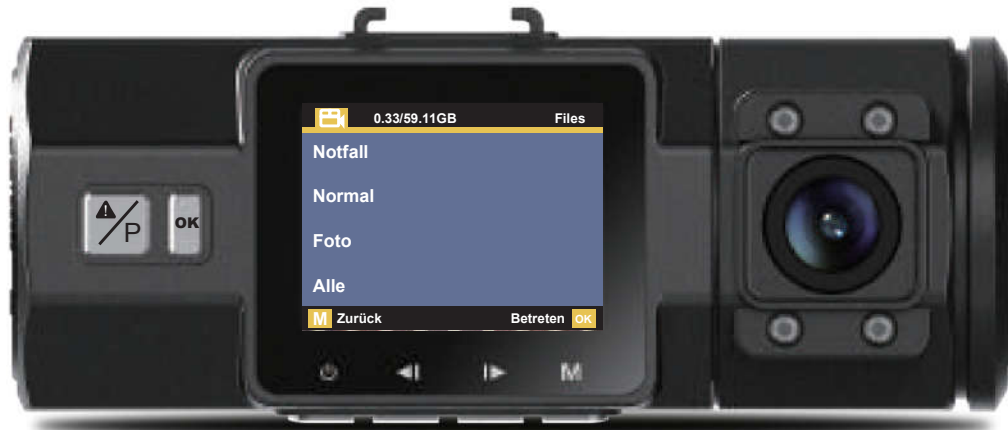 0.33/59.11GB Files
Notfall
Normal
Foto
Alle
M Zurück Betreten OK
P OK
M